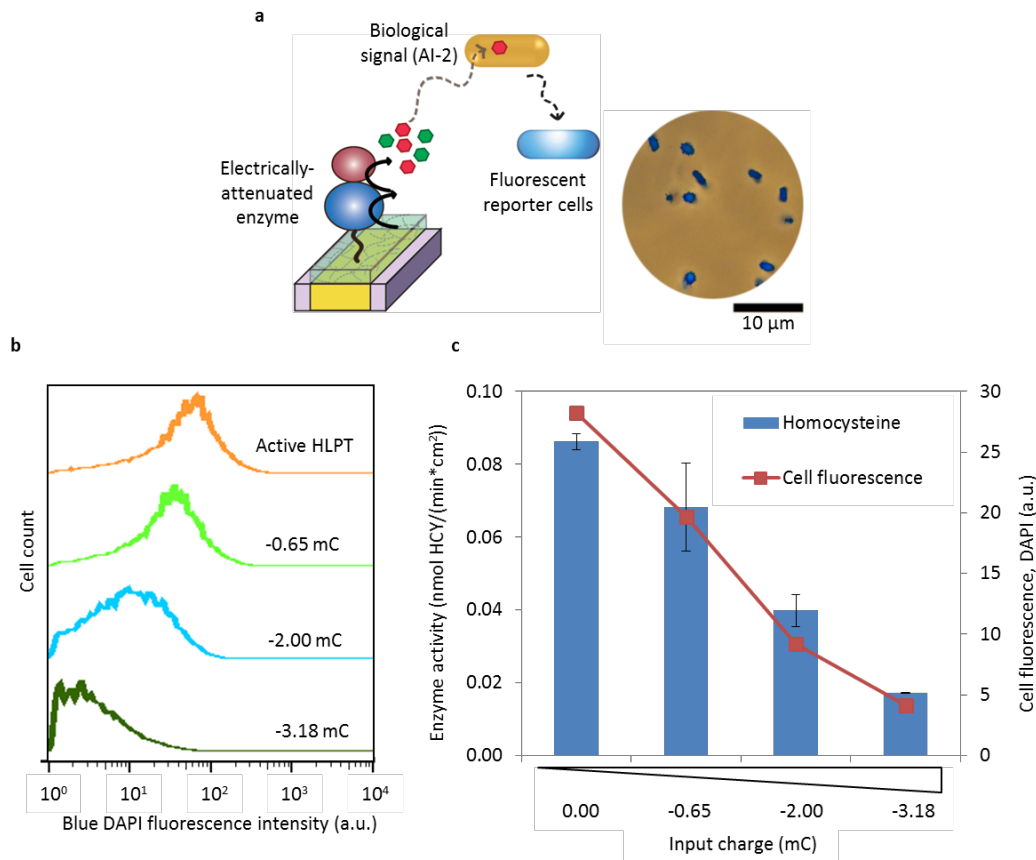 a
Biological
signal (AI-2)
Electrically-
attenuated
enzyme
Fluorescent
reporter cells
10 µm
b
Active HLPT
-0.65 mC
-2.00 mC
-3.18 mC
Cell count
10⁰ 10¹ 10² 10³ 10⁴
Blue DAPI fluorescence intensity (a.u.)
c
Homocysteine
Cell fluorescence
Enzyme activity (nmol HCY/(min*cm²))
0.10
0.08
0.06
0.04
0.02
0.00
30
25
20
15
10
5
0
Cell fluorescence, DAPI (a.u.)
0.00 -0.65 -2.00 -3.18
Input charge (mC)